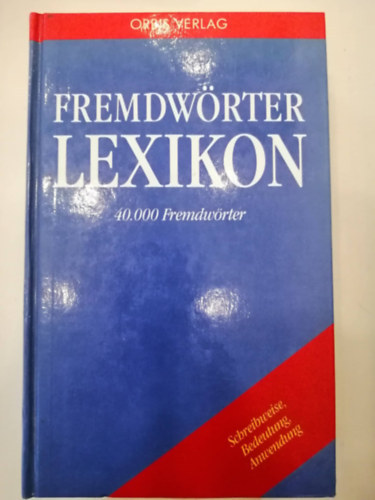 ORBIS VERLAG
FREMDWÖRTER
LEXIKON
40.000 Fremdwörter
Schreibweise,
Bedeutung,
Anwendung